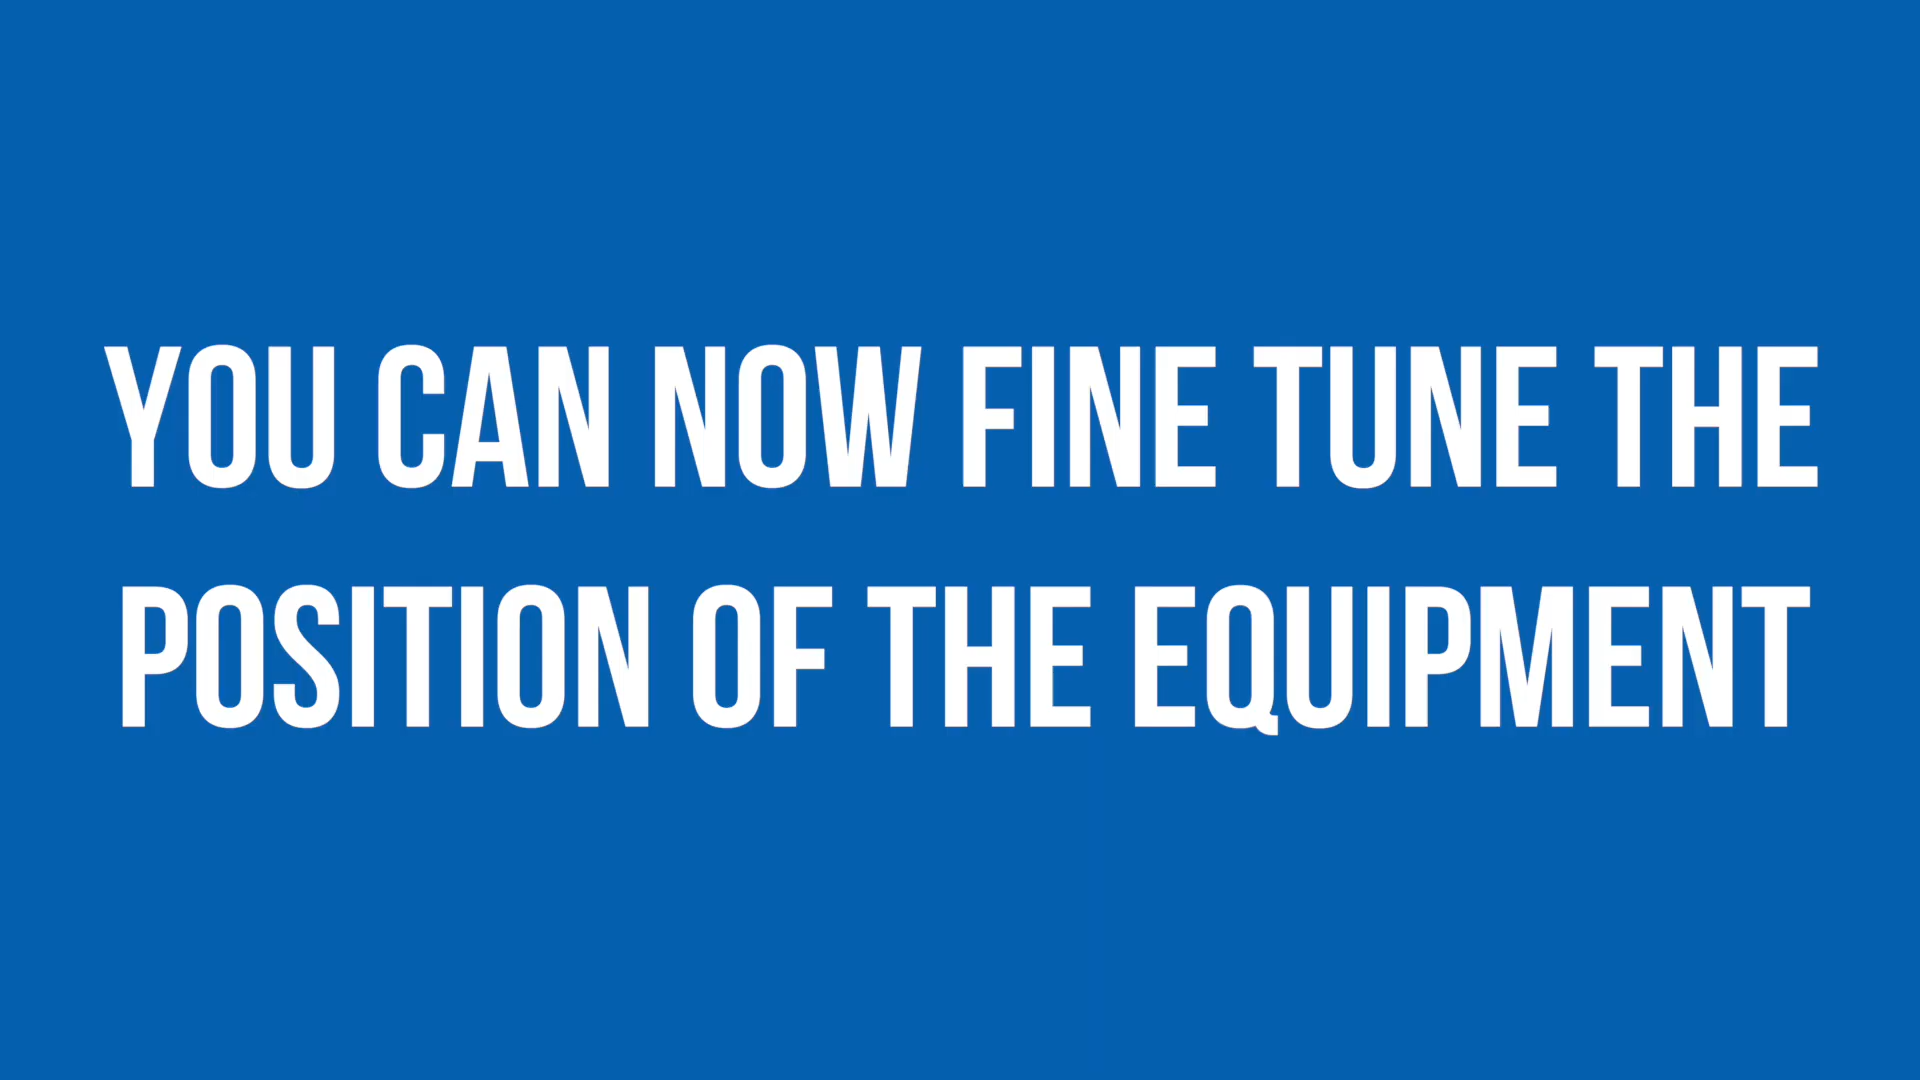 YOU CAN NOW FINE TUNE THE
POSITION OF THE EQUIPMENT